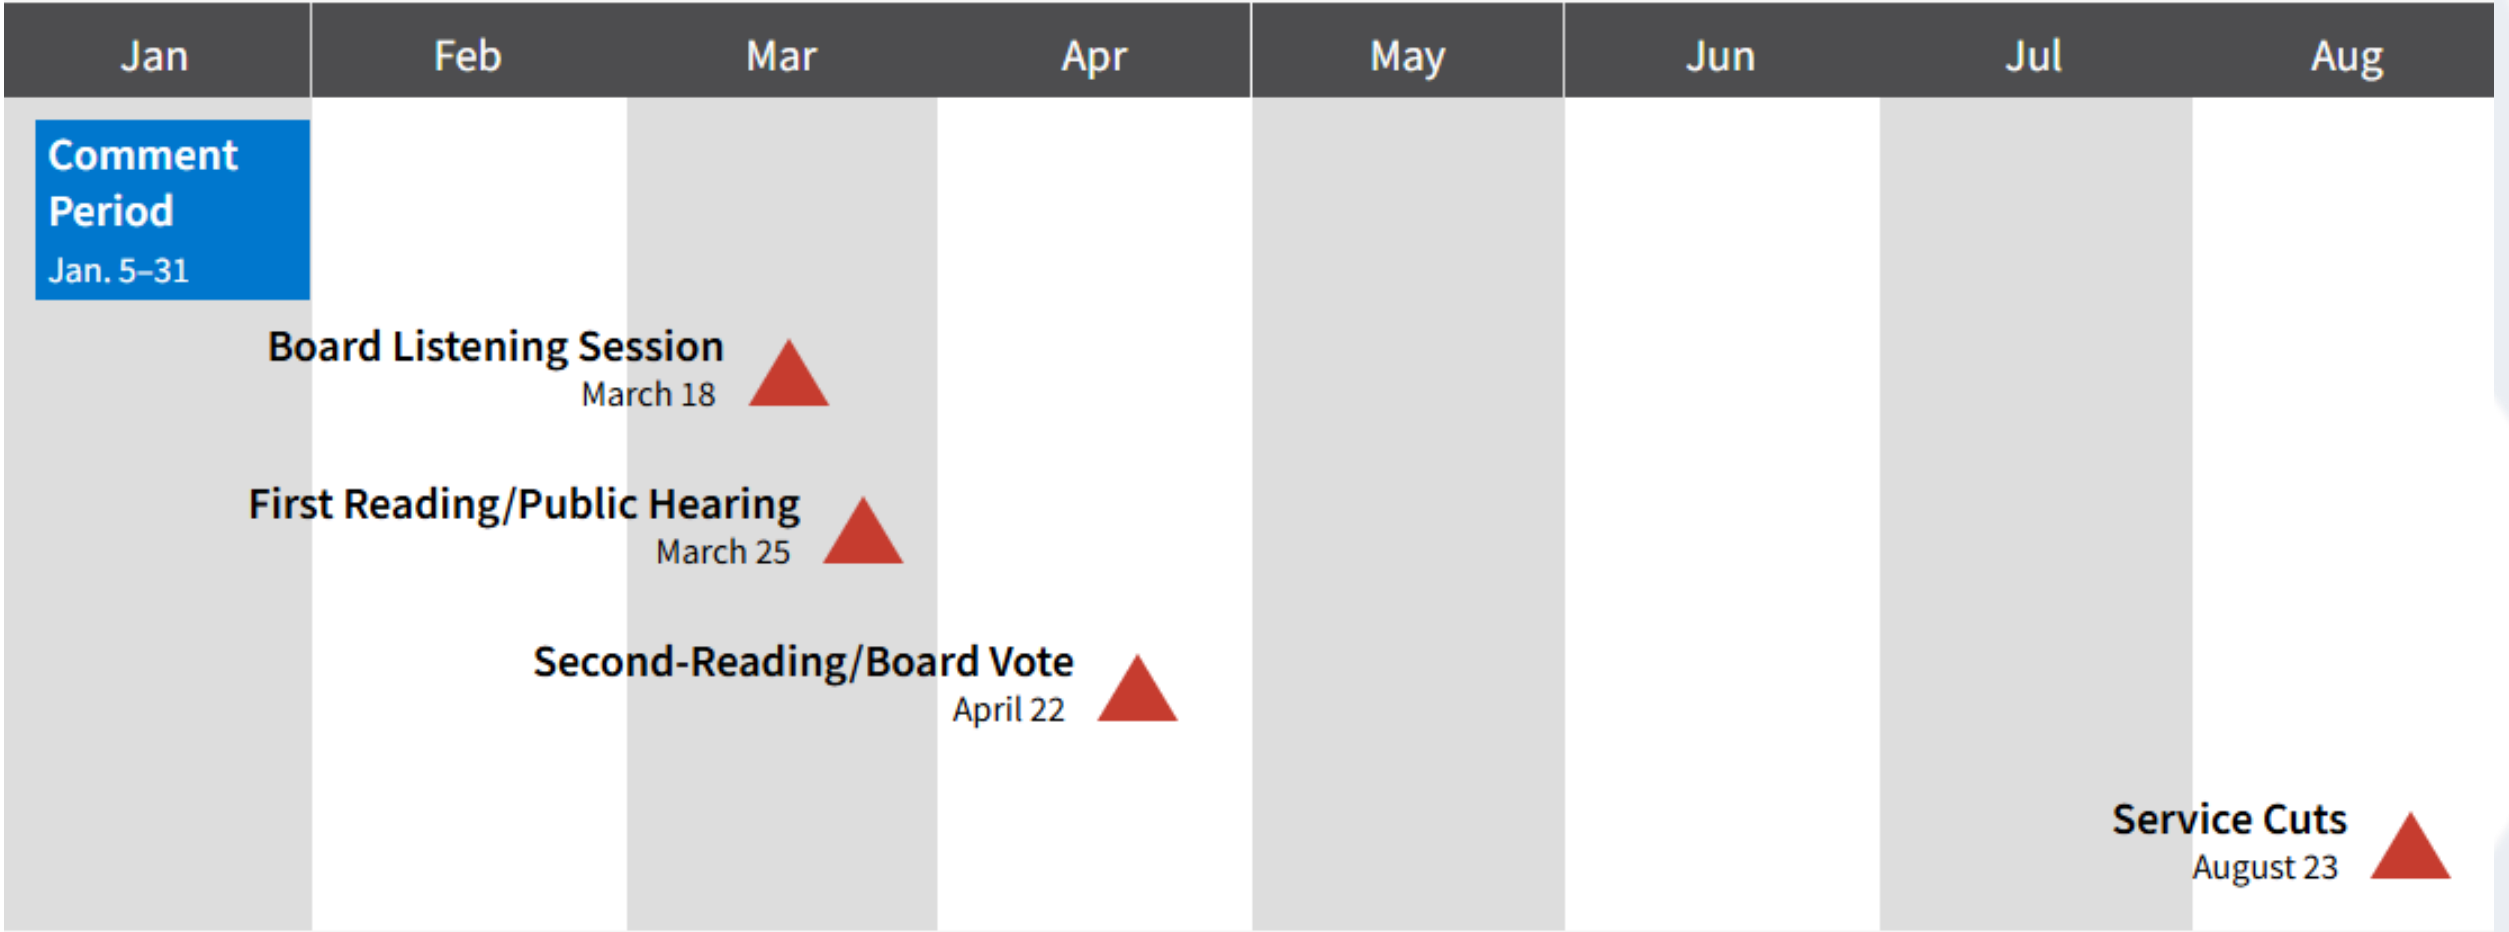 Jan Feb Mar Apr May Jun Jul Aug
Comment
Period
Jan. 5–31
Board Listening Session
March 18
First Reading/Public Hearing
March 25
Second-Reading/Board Vote
April 22
Service Cuts
August 23